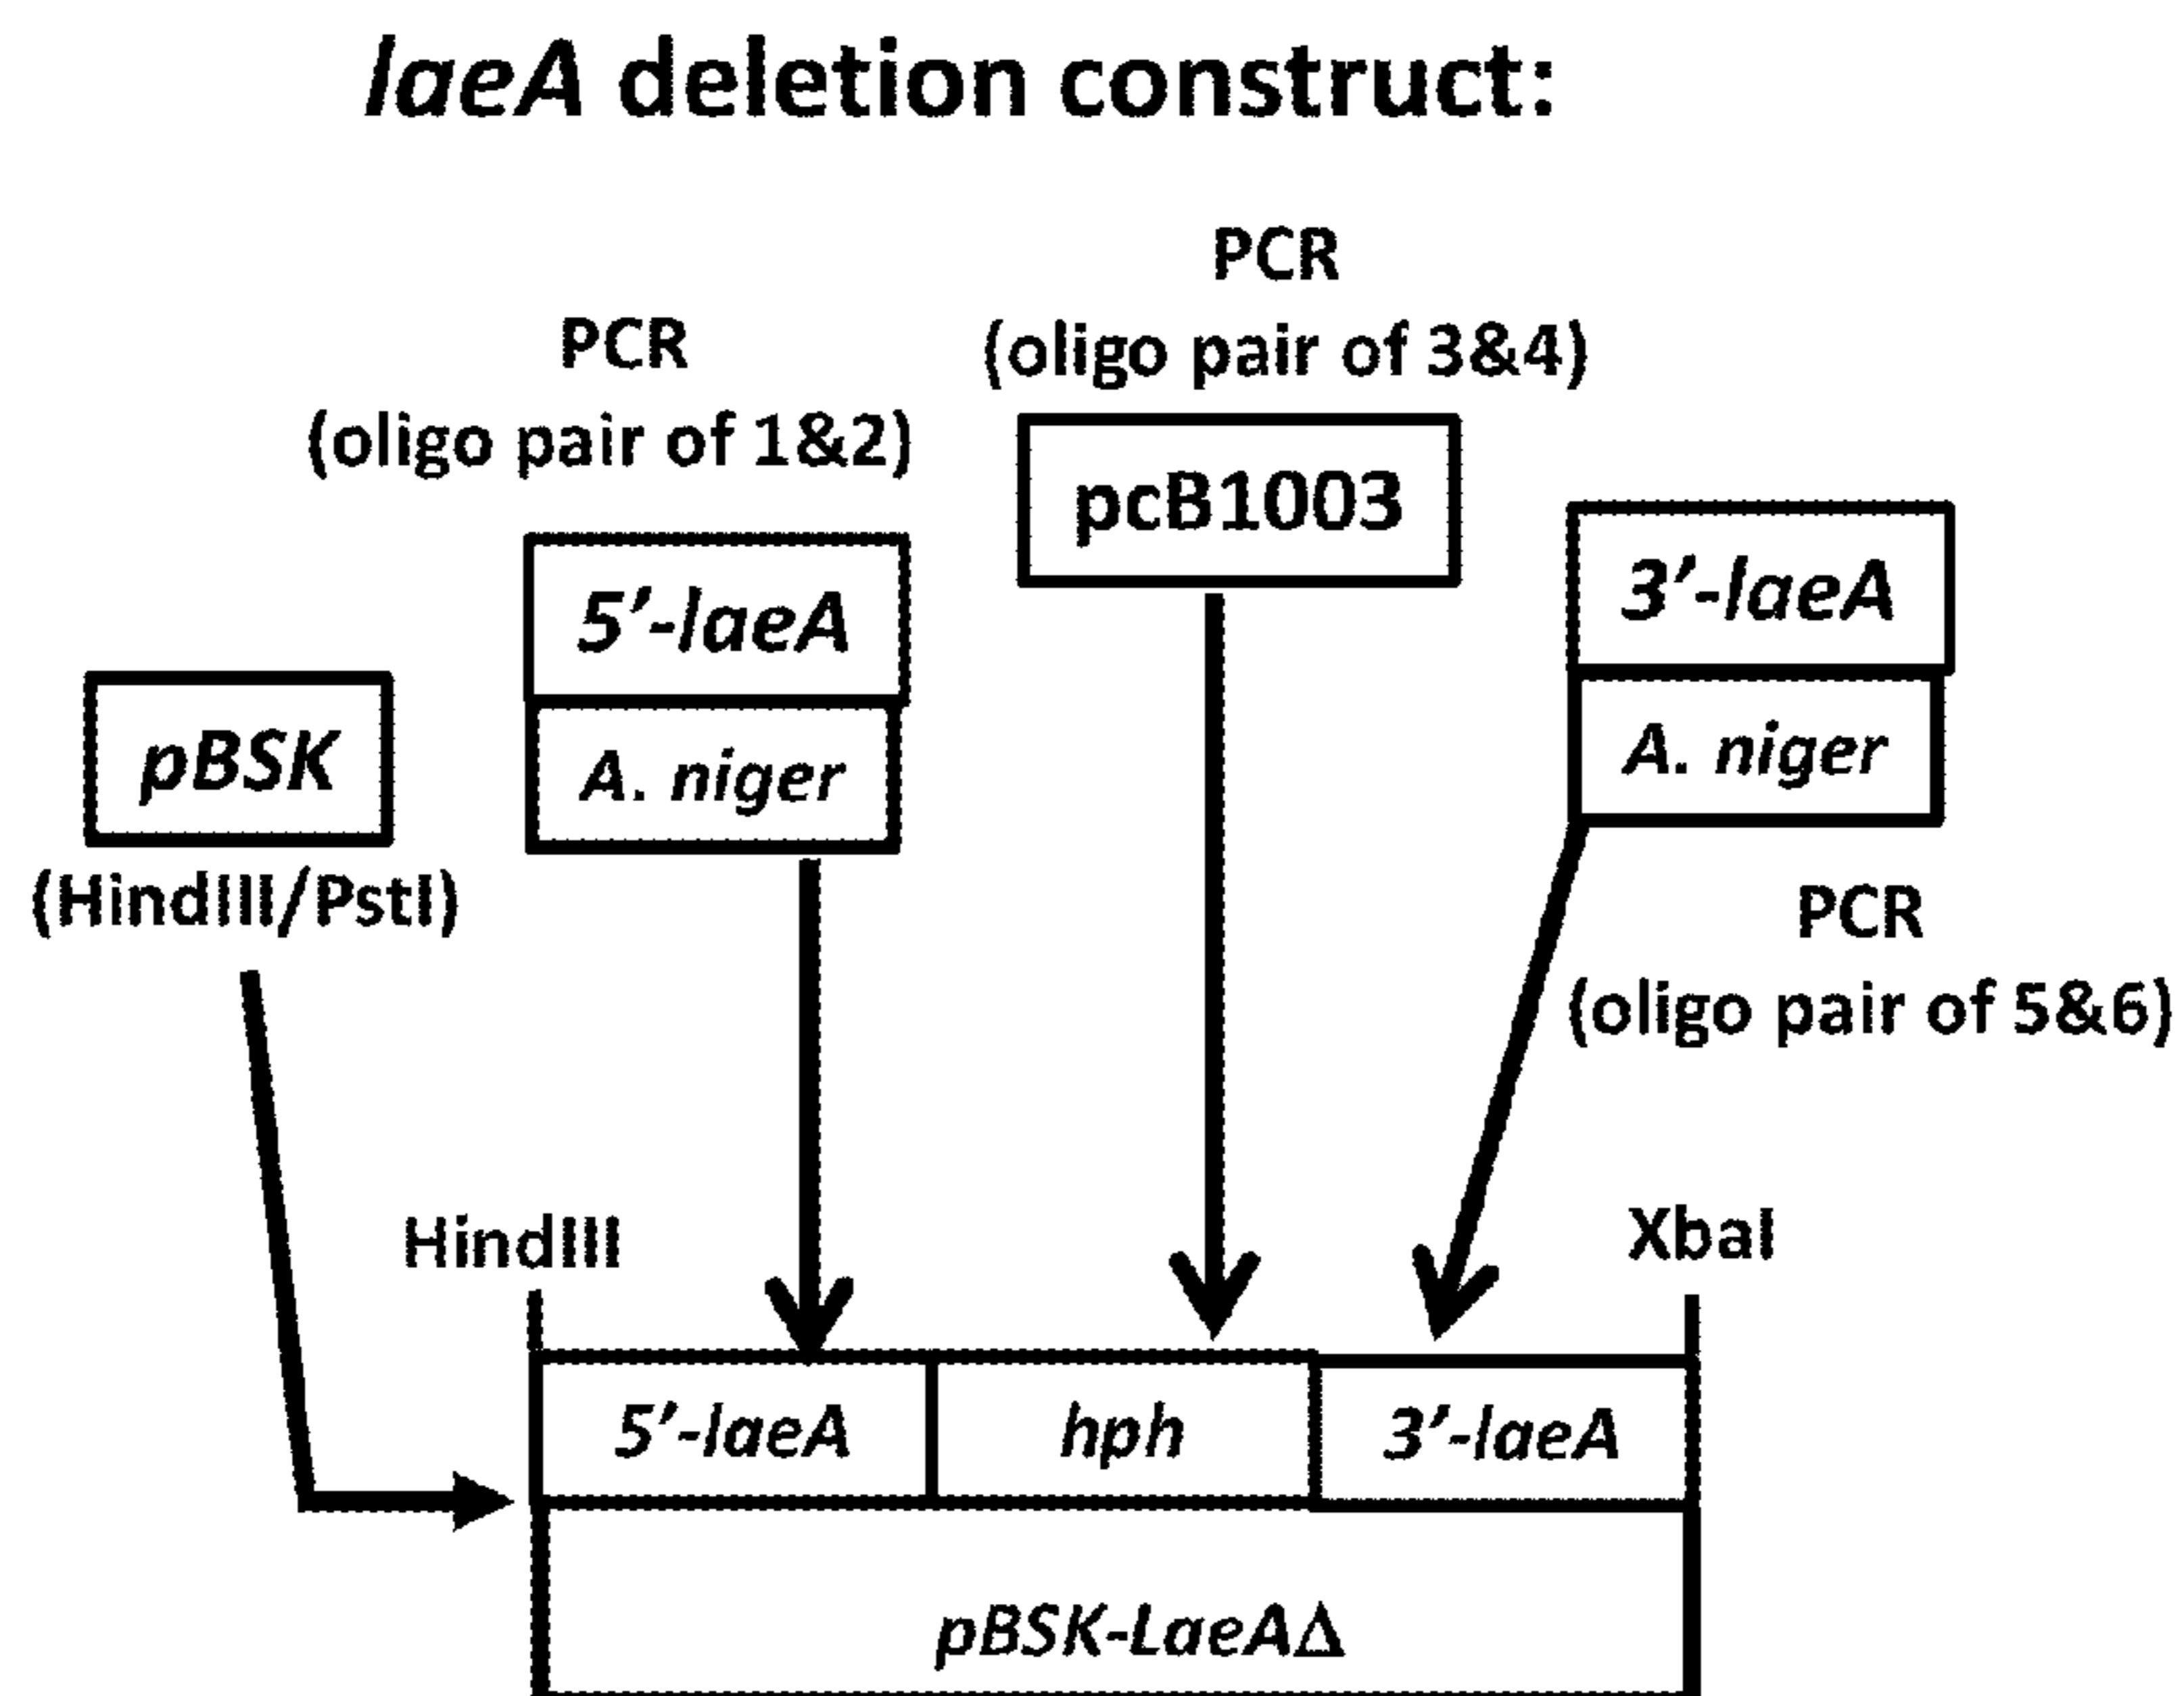 laeA deletion construct:
PCR
(oligo pair of 3&4)
PCR
(oligo pair of 1&2)
pcB1003
5'-laeA
A. niger
3'-laeA
A. niger
pBSK
(HindIII/PstI)
PCR
(oligo pair of 5&6)
HindIII
XbaI
5'-laeA
hph
3'-laeA
pBSK-LaeAΔ